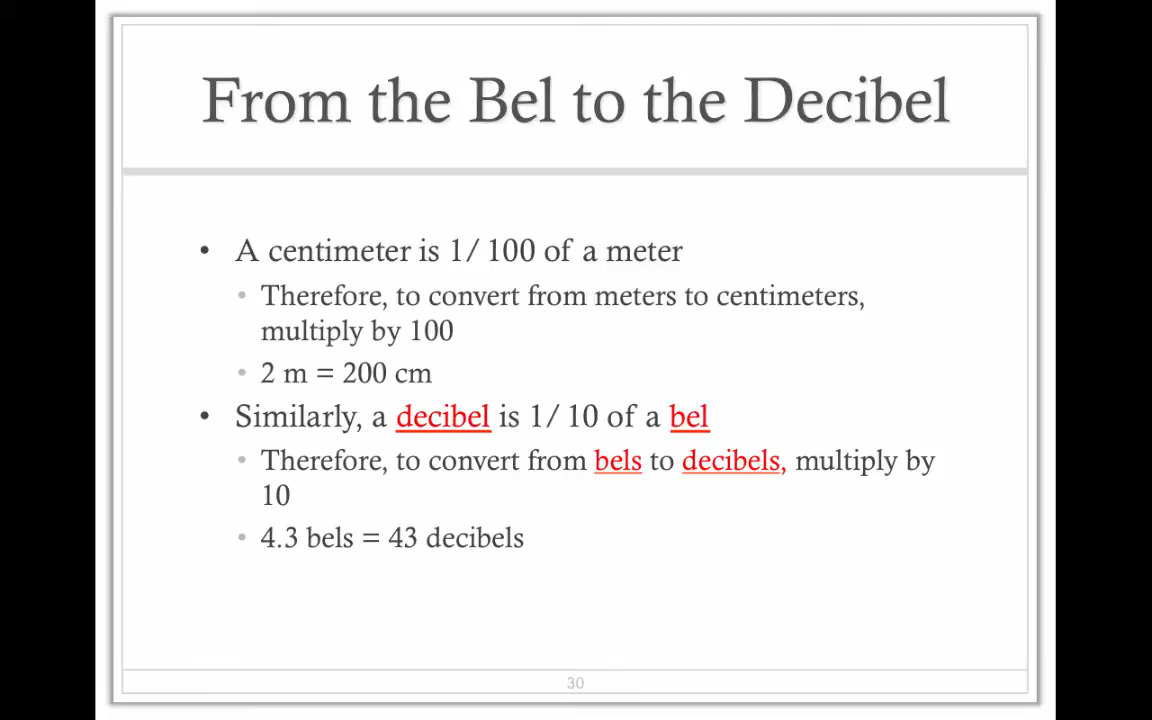 From the Bel to the Decibel
• A centimeter is 1/ 100 of a meter
• Therefore, to convert from meters to centimeters,
multiply by 100
• 2 m = 200 cm
• Similarly, a decibel is 1/ 10 of a bel
• Therefore, to convert from bels to decibels, multiply by
10
• 4.3 bels = 43 decibels
30